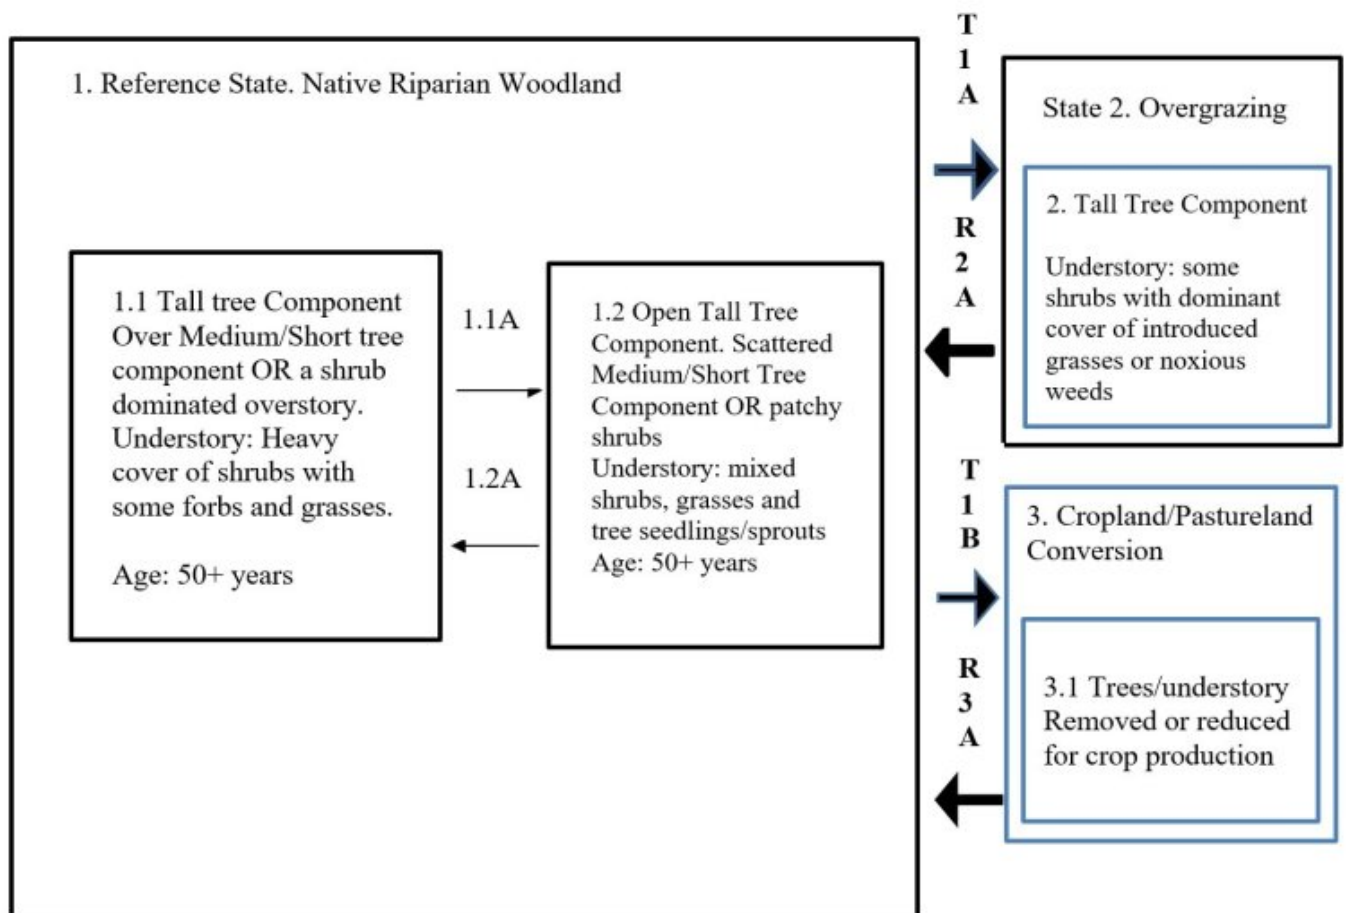 1. Reference State. Native Riparian Woodland
1.1 Tall tree Component
Over Medium/Short tree
component OR a shrub
dominated overstory.
Understory: Heavy
cover of shrubs with
some forbs and grasses.
Age: 50+ years
1.1A
1.2A
1.2 Open Tall Tree
Component. Scattered
Medium/Short Tree
Component OR patchy
shrubs
Understory: mixed
shrubs, grasses and
tree seedlings/sprouts
Age: 50+ years
T
1
A
R
2
A
State 2. Overgrazing
2. Tall Tree Component
Understory: some
shrubs with dominant
cover of introduced
grasses or noxious
weeds
T
1
B
R
3
A
3. Cropland/Pastureland
Conversion
3.1 Trees/understory
Removed or reduced
for crop production